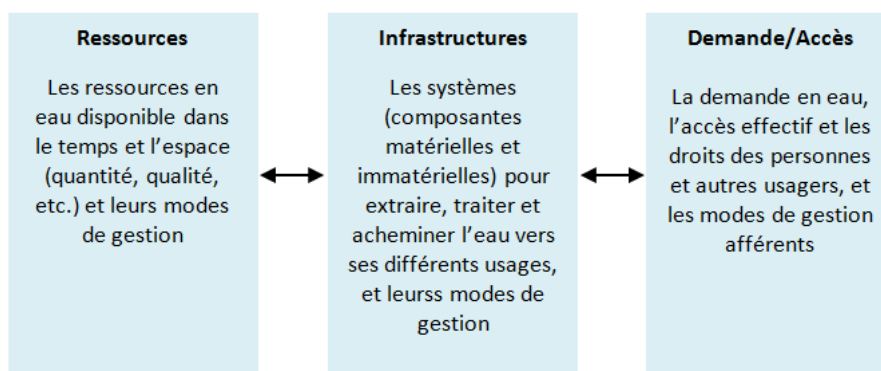 Ressources
Les ressources en
eau disponible dans
le temps et l'espace
(quantité, qualité,
etc.) et leurs modes
de gestion
Infrastructures
Les systèmes
(composantes
matérielles et
immatérielles) pour
extraire, traiter et
acheminer l'eau vers
ses différents usages,
et leurss modes de
gestion
Demande/Accès
La demande en eau,
l'accès effectif et les
droits des personnes
et autres usagers, et
les modes de gestion
afférents